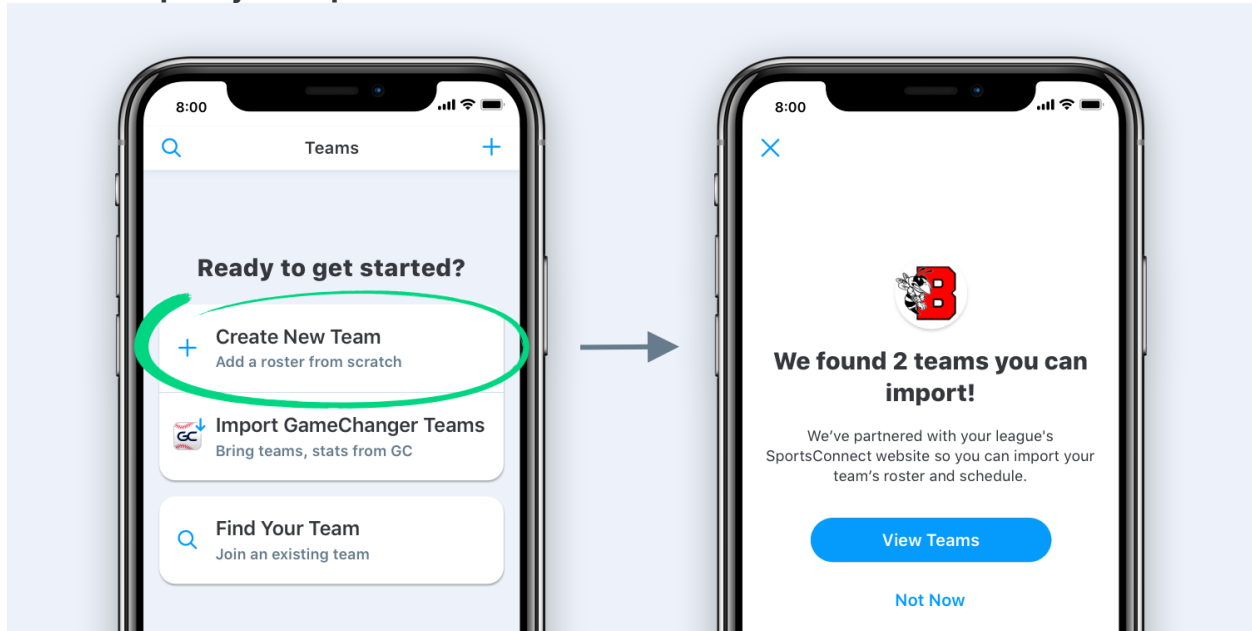 8:00
Teams
Ready to get started?
Create New Team
Add a roster from scratch
GC
Import GameChanger Teams
Bring teams, stats from GC
Find Your Team
Join an existing team
8:00
B
We found 2 teams you can
import!
We've partnered with your league's
SportsConnect website so you can import your
team's roster and schedule.
View Teams
Not Now